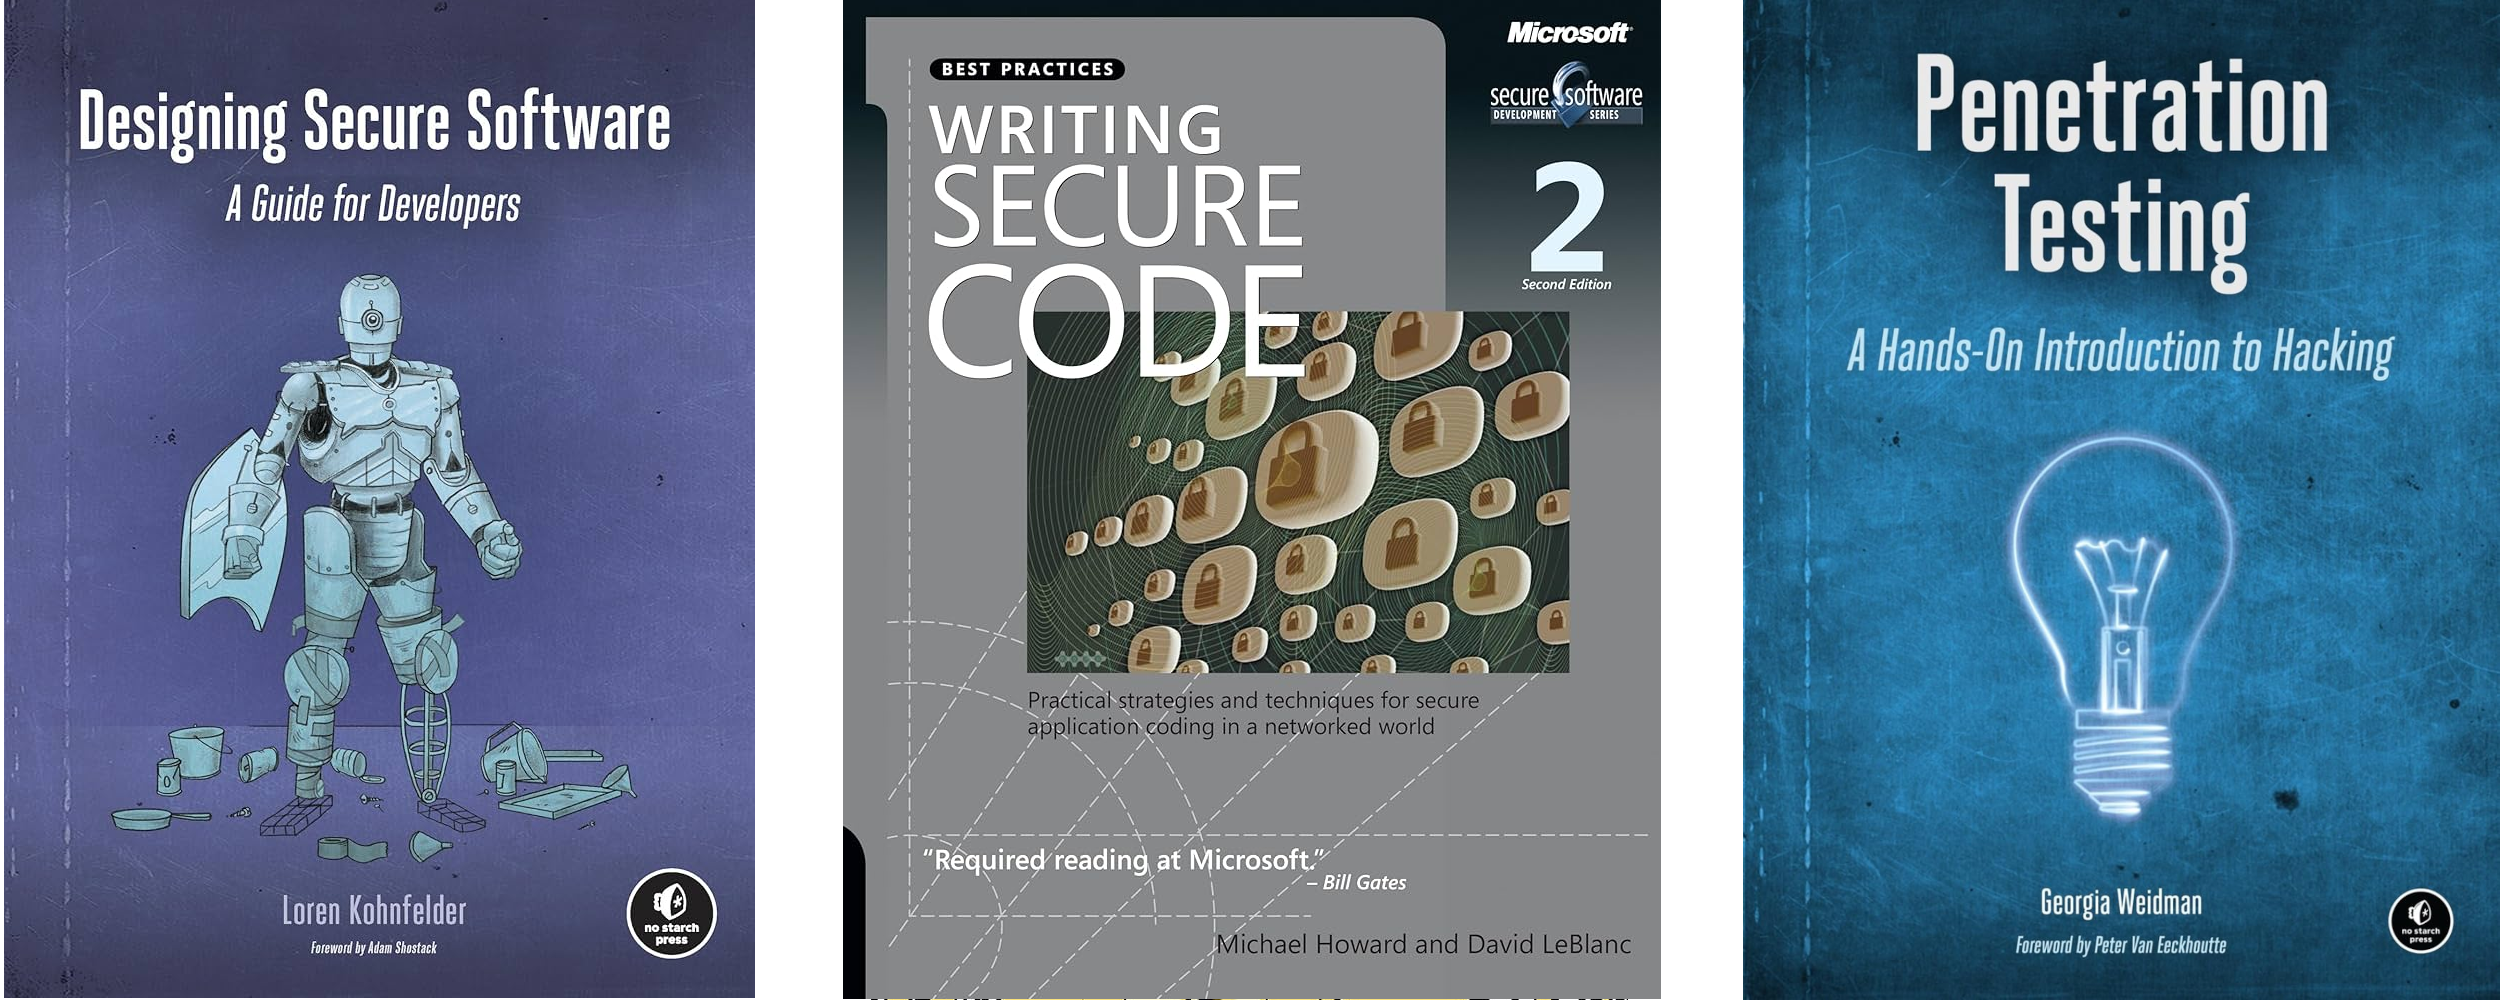 Designing Secure Software
A Guide for Developers
Loren Kohnfelder
Foreword by Adam Shostack
no starch
press
Microsoft
BEST PRACTICES
secure software
DEVELOPMENT SERIES
WRITING
SECURE
CODE
2
Second Edition
Practical strategies and techniques for secure
application coding in a networked world
"Required reading at Microsoft."
– Bill Gates
Michael Howard and David LeBlanc
Penetration
Testing
A Hands-On Introduction to Hacking
Georgia Weidman
Foreword by Peter Van Eeckhoutte
no starch
press